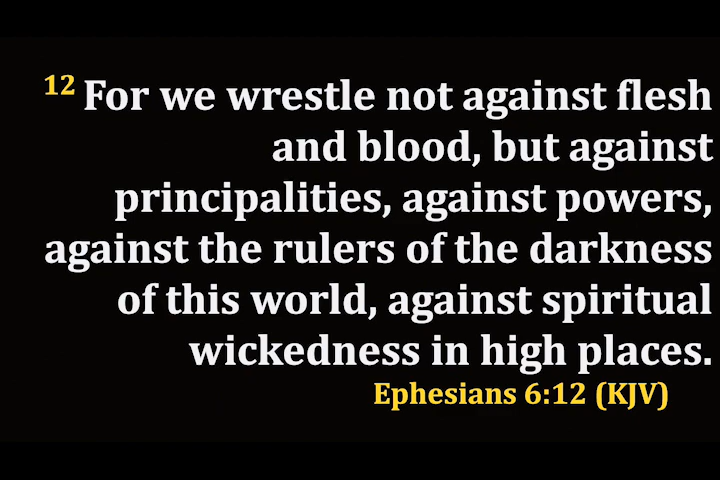 12 For we wrestle not against flesh
and blood, but against
principalities, against powers,
against the rulers of the darkness
of this world, against spiritual
wickedness in high places.
Ephesians 6:12 (KJV)